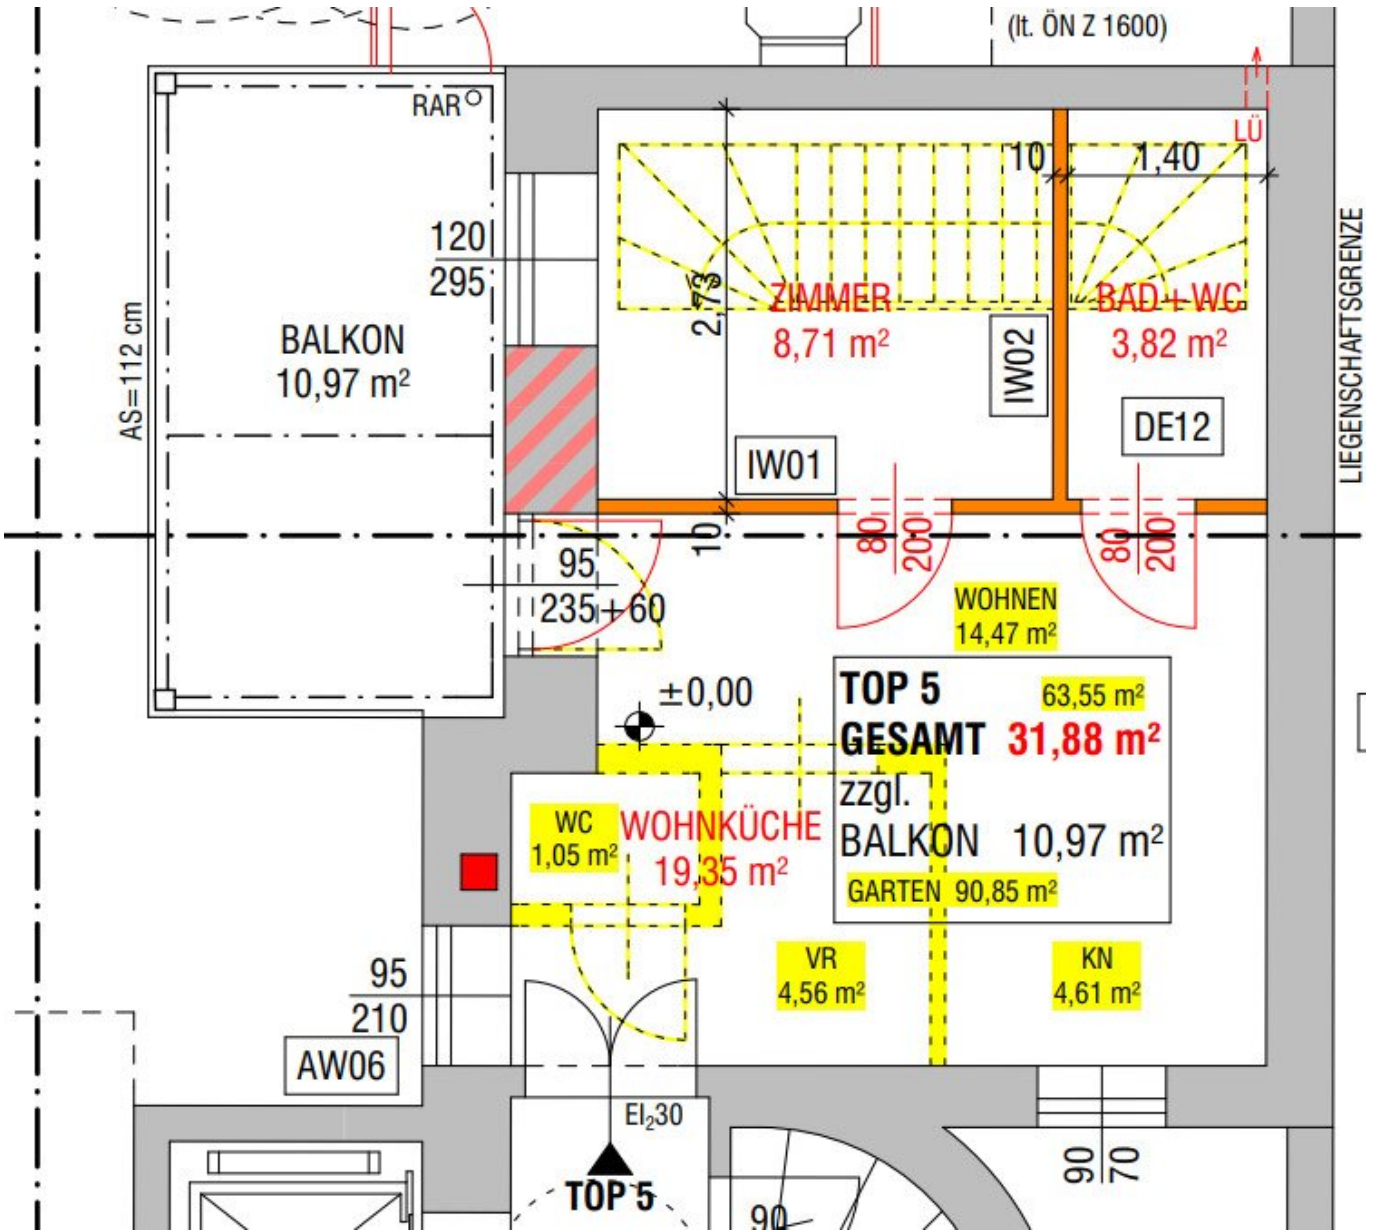 (lt. ÖN Z 1600)
RAR
LÜ
10
1,40
120
295
2,73
ZIMMER
8,71 m²
BAD+WC
3,82 m²
LIEGENSCHAFTSGRENZE
AS=112 cm
BALKON
10,97 m²
IW02
DE12
IW01
10
80
200
80
200
95
235+60
WOHNEN
14,47 m²
±0,00
TOP 5
63,55 m²
GESAMT 31,88 m²
zzgl.
BALKON 10,97 m²
GARTEN 90,85 m²
WC
1,05 m²
WOHNKÜCHE
19,35 m²
VR
4,56 m²
KN
4,61 m²
95
210
AW06
EI₂30
TOP 5
90
70
90